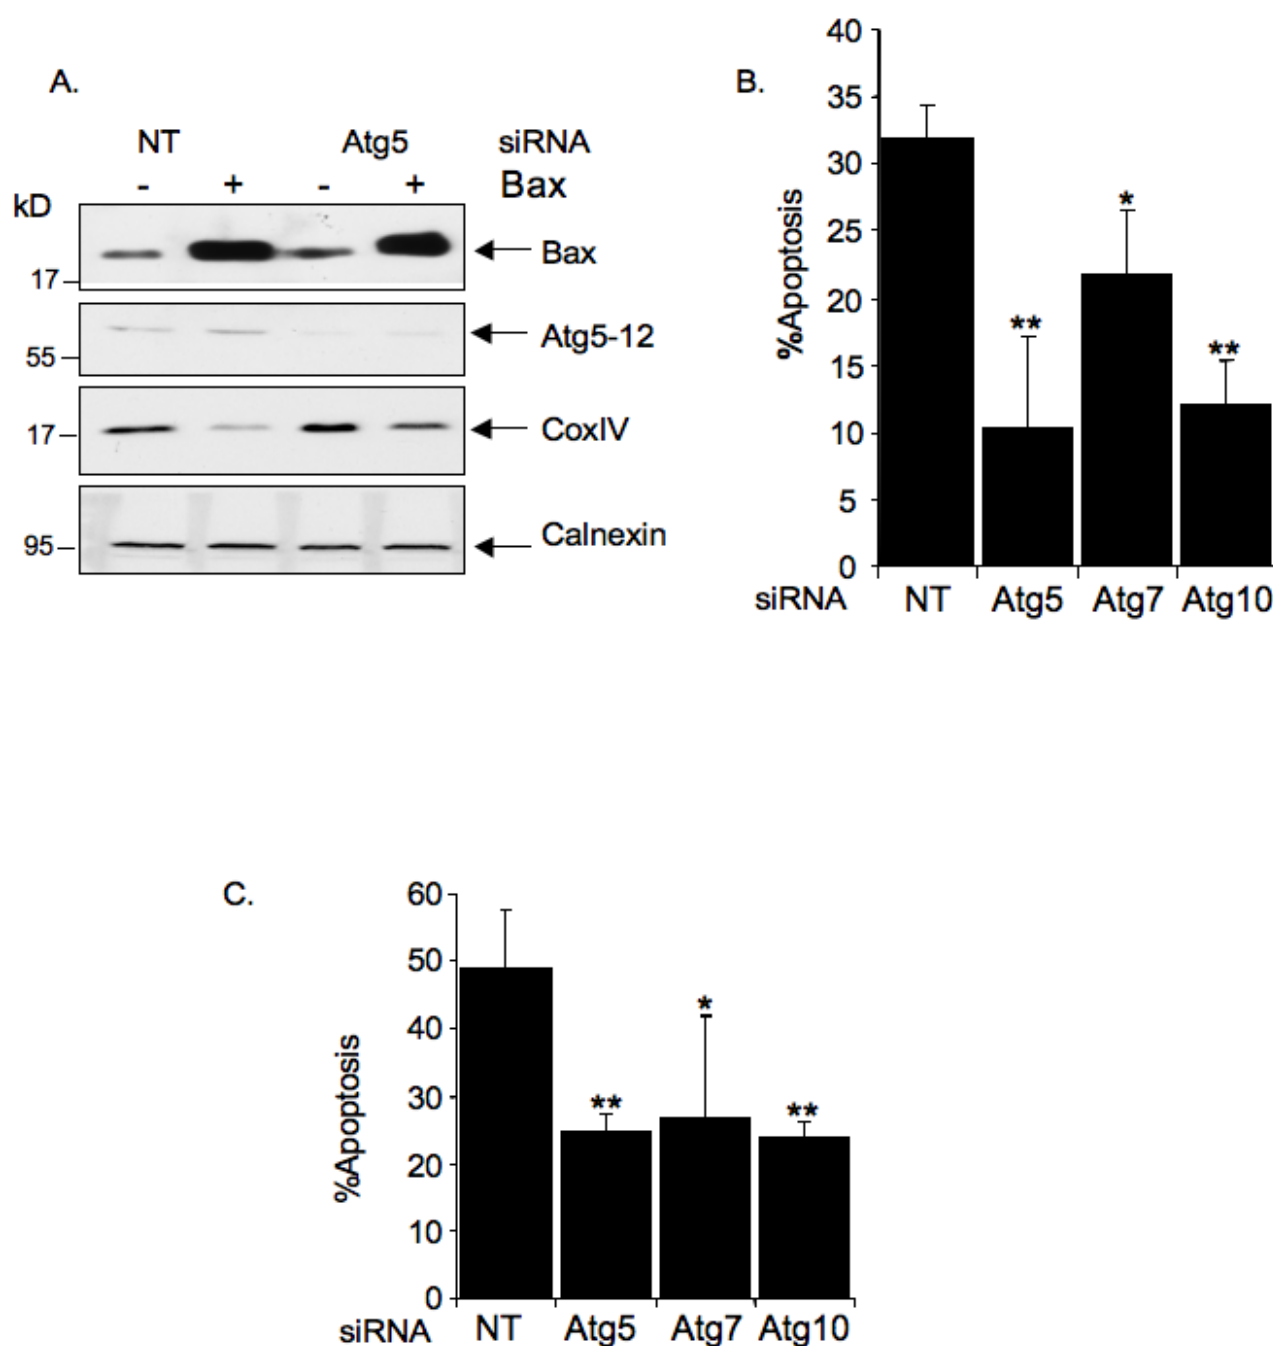 A.
NT Atg5 siRNA
- + - + Bax
kD
17
Bax
55
Atg5-12
17
CoxIV
95
Calnexin
B.
%Apoptosis
40
35
30
25
20
15
10
5
0
*
**
**
siRNA NT Atg5 Atg7 Atg10
C.
%Apoptosis
60
50
40
30
20
10
0
*
**
**
siRNA NT Atg5 Atg7 Atg10